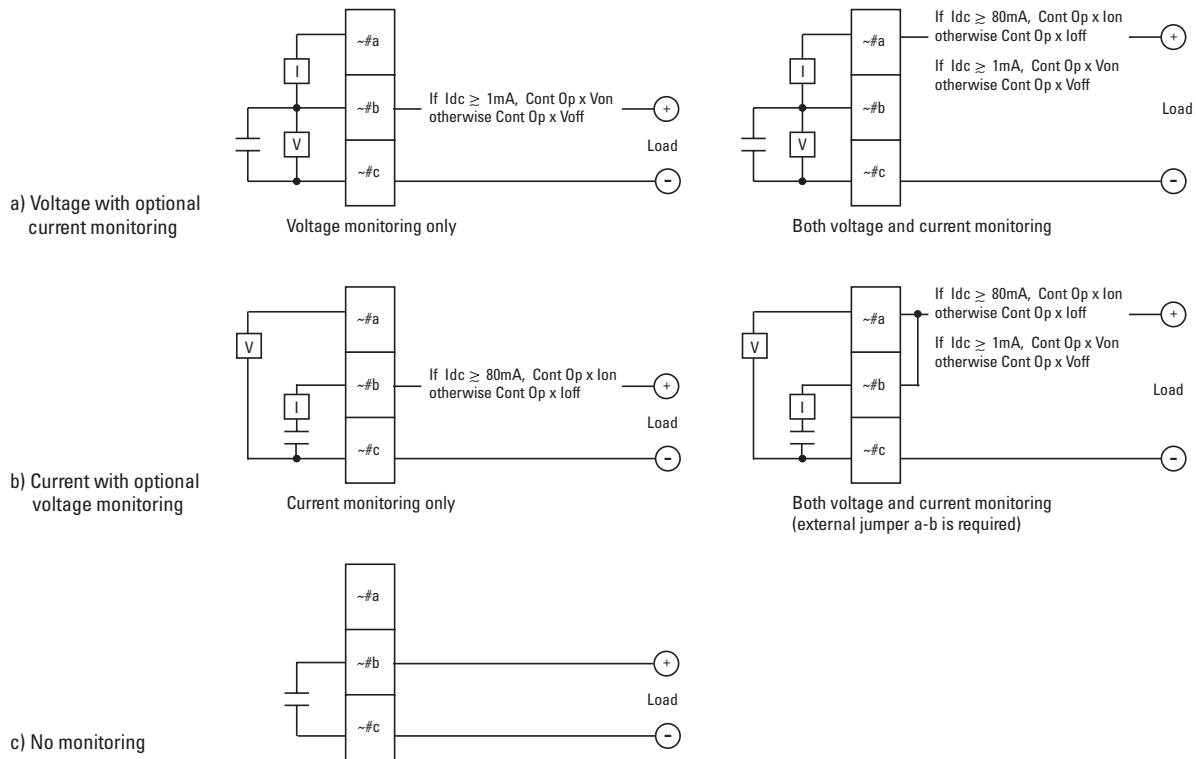 ~#a
I
~#b
V
~#c
If Idc ≳ 1mA, Cont Op x Von
otherwise Cont Op x Voff
+
Load
-
a) Voltage with optional
current monitoring
Voltage monitoring only
~#a
I
~#b
V
~#c
If Idc ≳ 80mA, Cont Op x Ion
otherwise Cont Op x Ioff
If Idc ≳ 1mA, Cont Op x Von
otherwise Cont Op x Voff
+
Load
-
Both voltage and current monitoring
V
~#a
~#b
I
~#c
If Idc ≳ 80mA, Cont Op x Ion
otherwise Cont Op x Ioff
+
Load
-
b) Current with optional
voltage monitoring
Current monitoring only
V
~#a
~#b
I
~#c
If Idc ≳ 80mA, Cont Op x Ion
otherwise Cont Op x Ioff
If Idc ≳ 1mA, Cont Op x Von
otherwise Cont Op x Voff
+
Load
-
Both voltage and current monitoring
(external jumper a-b is required)
~#a
~#b
~#c
+
Load
-
c) No monitoring